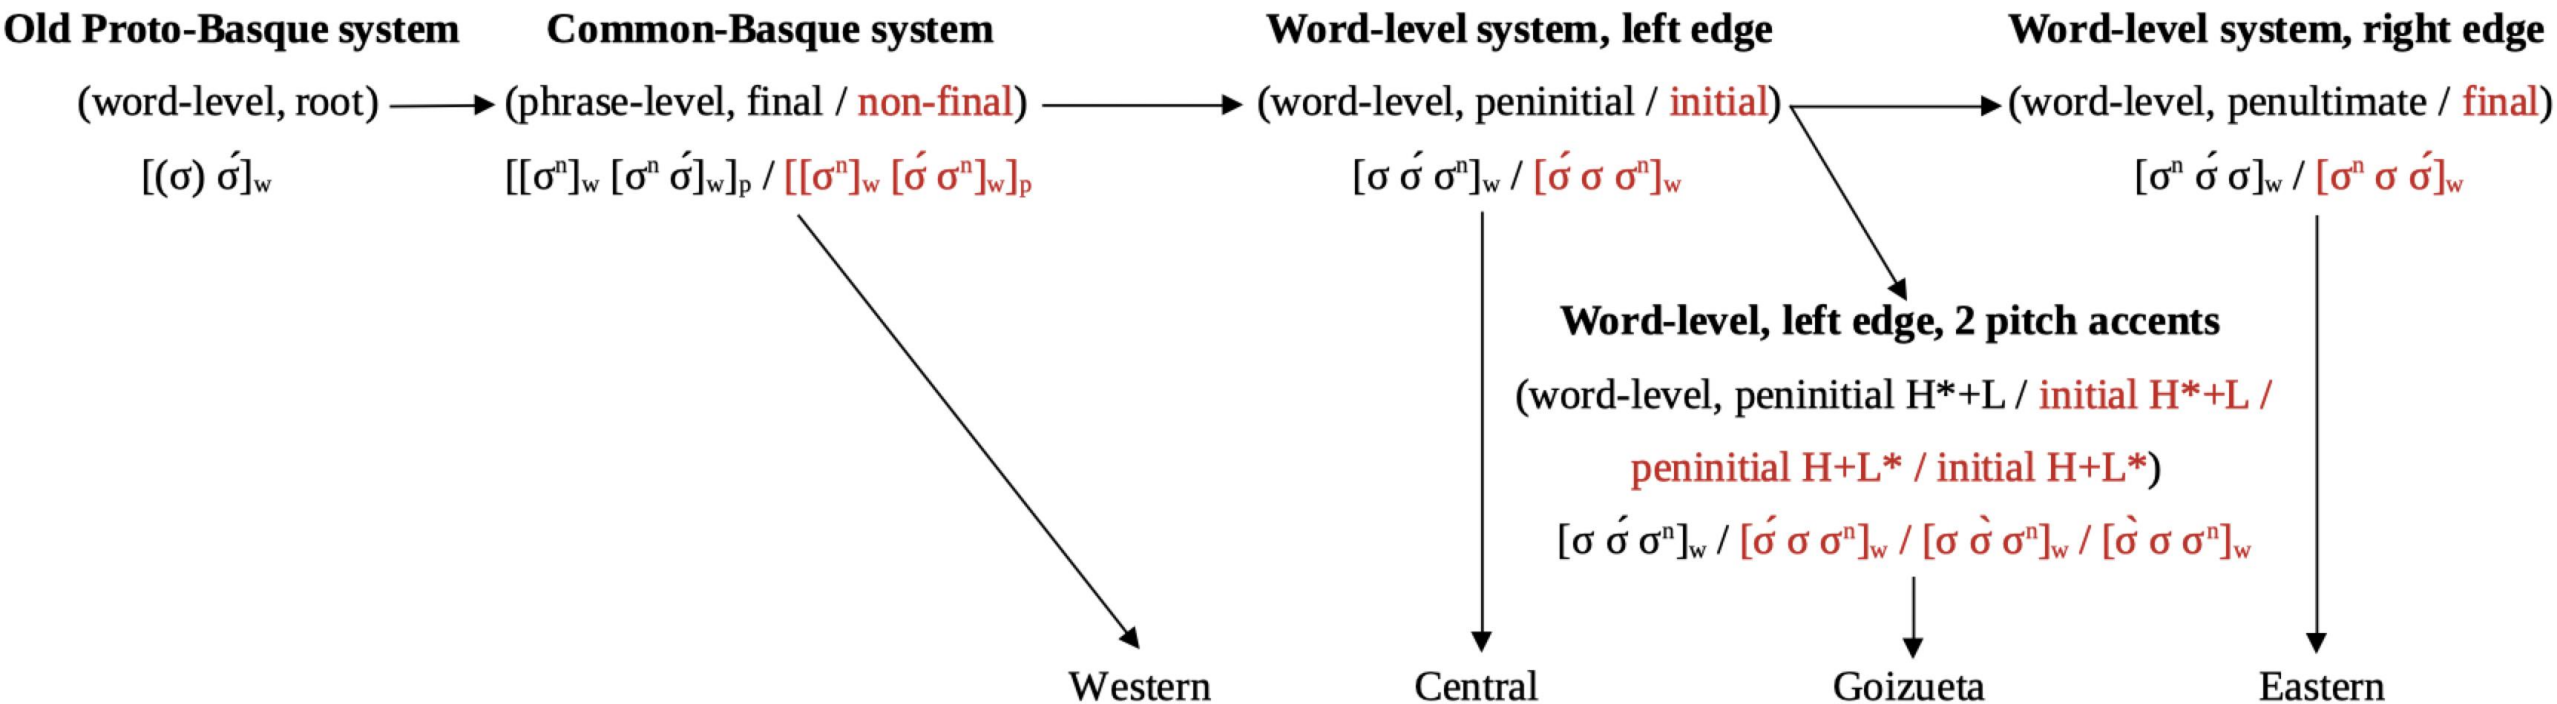 Old Proto-Basque system Common-Basque system Word-level system, left edge Word-level system, right edge
(word-level, root) (phrase-level, final / non-final) (word-level, peninitial / initial) (word-level, penultimate / final)
[(σ) σ́]w [[σⁿ]w [σⁿ σ́]w]p / [[σⁿ]w [σ́ σⁿ]w]p [σ σ́ σⁿ]w / [σ́ σ σⁿ]w [σⁿ σ́ σ]w / [σⁿ σ σ́]w
Word-level, left edge, 2 pitch accents
(word-level, peninitial H*+L / initial H*+L /
peninitial H+L* / initial H+L*)
[σ σ́ σⁿ]w / [σ́ σ σⁿ]w / [σ σ̀ σⁿ]w / [σ̀ σ σⁿ]w
Western Central Goizueta Eastern